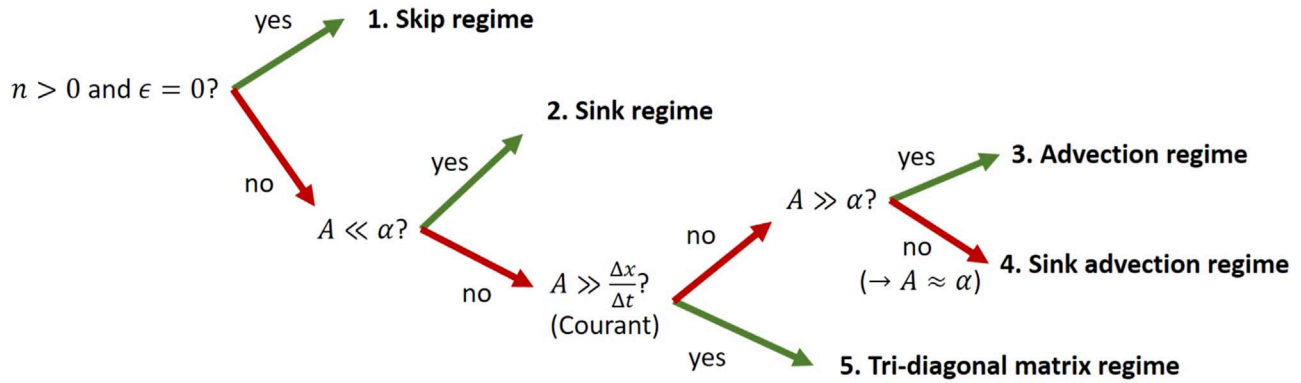 yes
1. Skip regime
n > 0 and ϵ = 0?
no
yes
2. Sink regime
A ≪ α?
no
A ≫ Δx/Δt?
(Courant)
no
A ≫ α?
yes
3. Advection regime
no
(→ A ≈ α)
4. Sink advection regime
yes
5. Tri-diagonal matrix regime